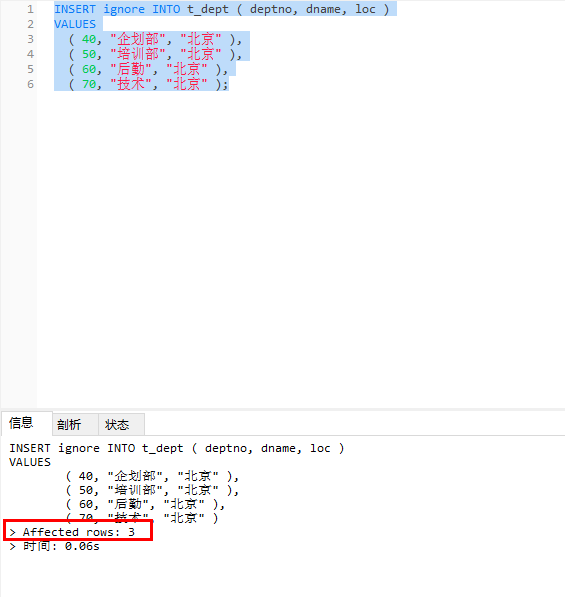 1 INSERT ignore INTO t_dept ( deptno, dname, loc )
2 VALUES
3 ( 40, "企划部", "北京" ),
4 ( 50, "培训部", "北京" ),
5 ( 60, "后勤", "北京" ),
6 ( 70, "技术", "北京" );
信息 剖析 状态
INSERT ignore INTO t_dept ( deptno, dname, loc )
VALUES
( 40, "企划部", "北京" ),
( 50, "培训部", "北京" ),
( 60, "后勤", "北京" ),
( 70, "技术", "北京" )
> Affected rows: 3
> 时间: 0.06s